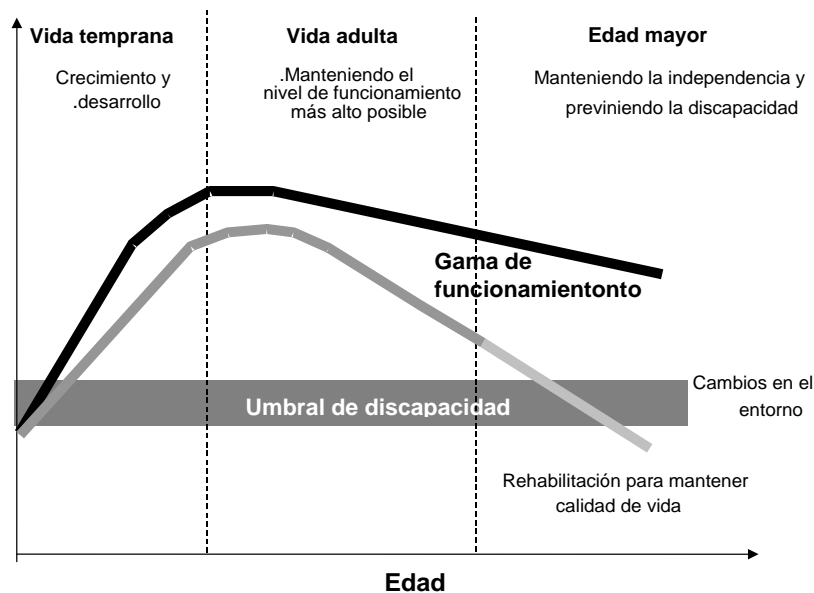 Vida temprana
Crecimiento y
.desarrollo
Vida adulta
.Manteniendo el
nivel de funcionamiento
más alto posible
Edad mayor
Manteniendo la independencia y
previniendo la discapacidad
Gama de
funcionamientonto
Umbral de discapacidad
Cambios en el
entorno
Rehabilitación para mantener
calidad de vida
Edad